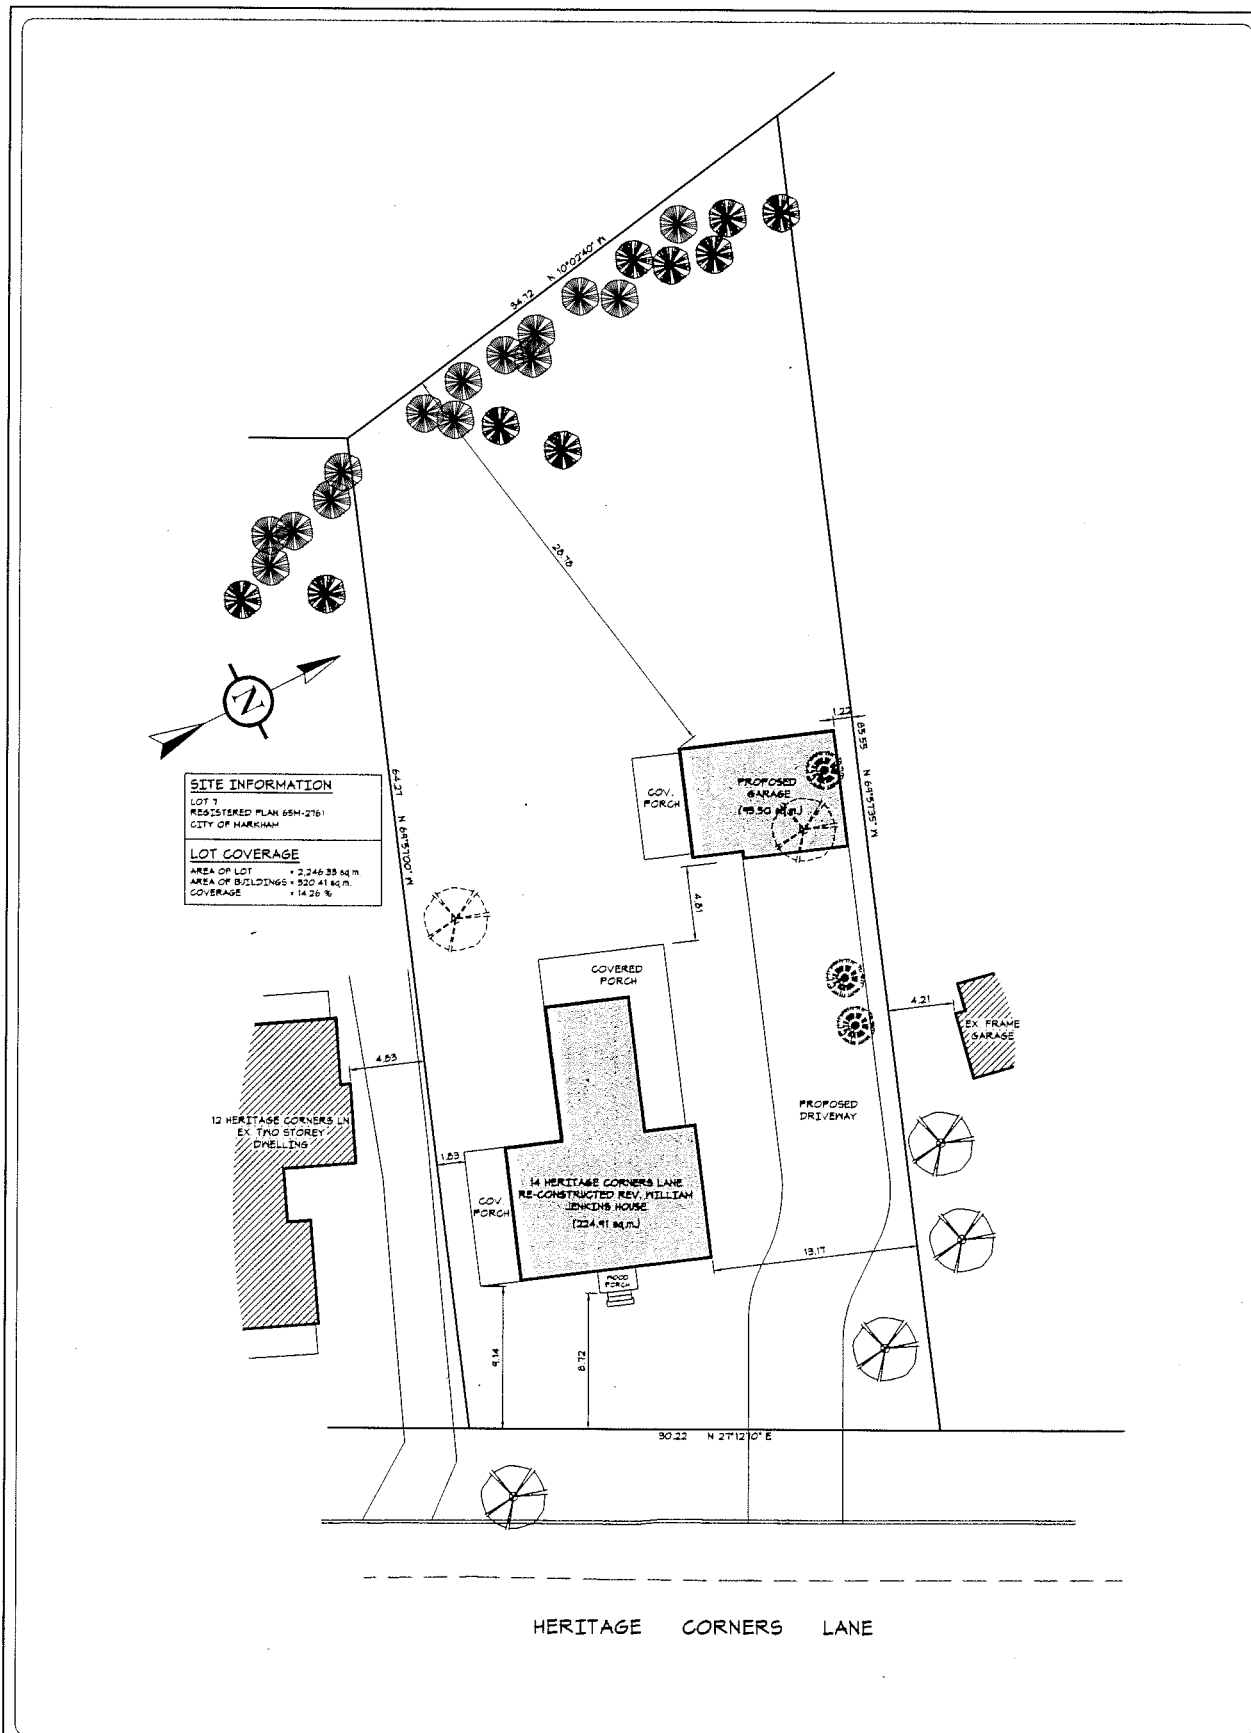 N 10°02'40" W
34.72
28.78
1.22
85.55 N 69°57'35" W
PROPOSED
GARAGE
(95.50 sq.m.)
COV.
PORCH
N
64.27 N 69°57'00" W
SITE INFORMATION
LOT 7
REGISTERED PLAN 65M-2761
CITY OF MARKHAM
LOT COVERAGE
AREA OF LOT = 2,246.33 sq.m.
AREA OF BUILDINGS = 320.41 sq.m.
COVERAGE = 14.26 %
4.81
COVERED
PORCH
4.21
EX. FRAME
GARAGE
4.53
PROPOSED
DRIVEWAY
12 HERITAGE CORNERS LN
EX TWO STOREY
DWELLING
1.83
14 HERITAGE CORNERS LANE
RE-CONSTRUCTED REV. WILLIAM
JENKINS HOUSE
(224.91 sq.m.)
COV.
PORCH
13.17
WOOD
PORCH
9.14
8.72
30.22 N 27°12'10" E
HERITAGE CORNERS LANE